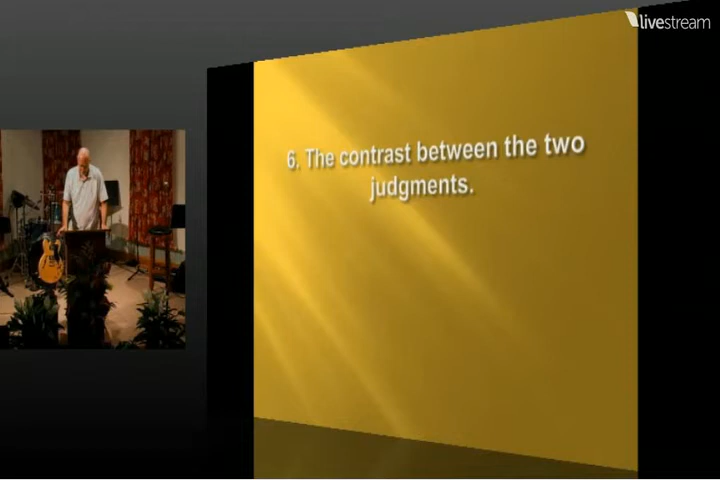 livestream
6. The contrast between the two
judgments.